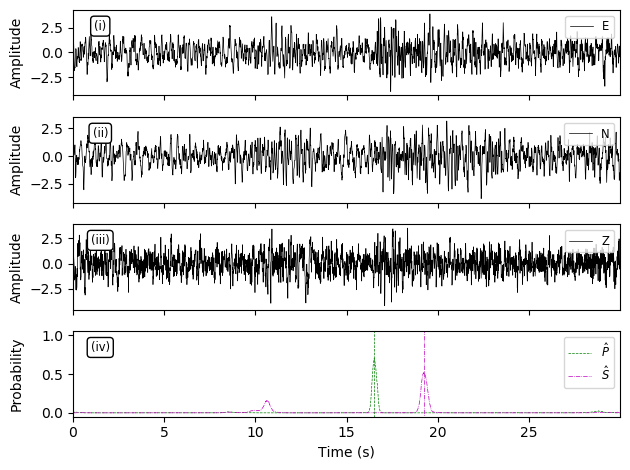 (i)
E
Amplitude
2.5
0.0
−2.5
(ii)
N
Amplitude
2.5
0.0
−2.5
(iii)
Z
Amplitude
2.5
0.0
−2.5
(iv)
P̂
Ŝ
Probability
1.0
0.5
0.0
0 5 10 15 20 25
Time (s)